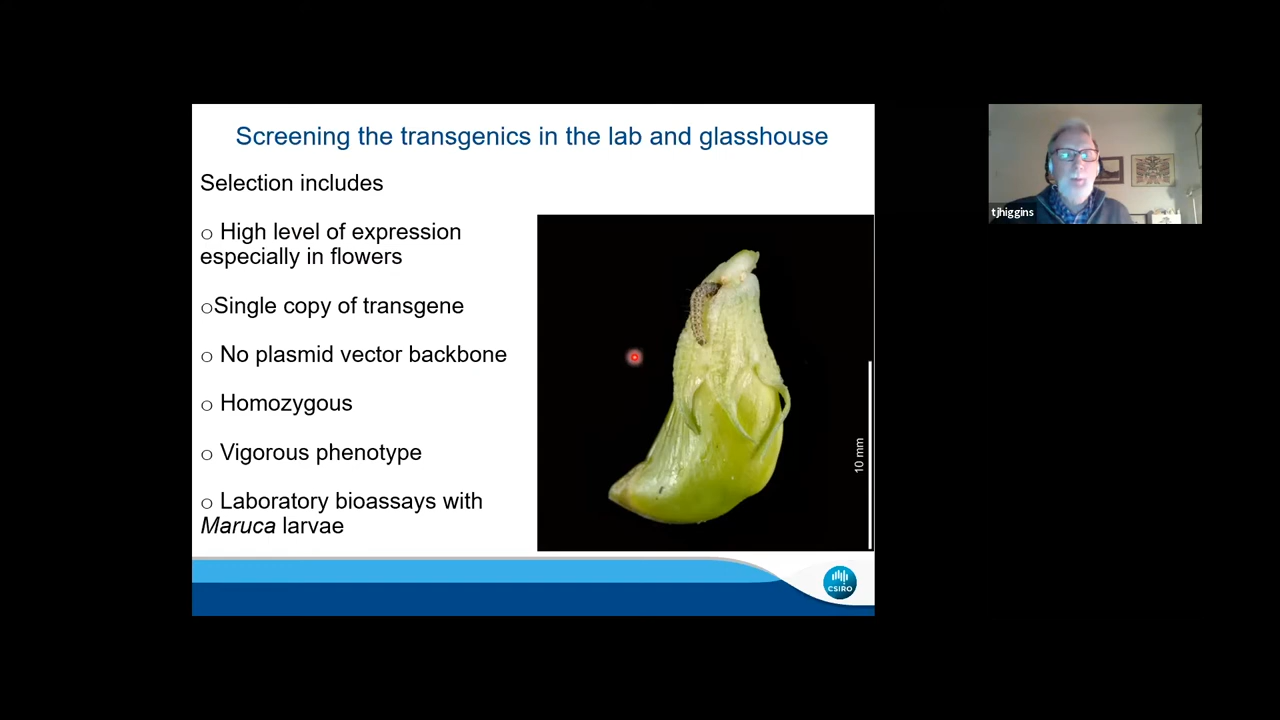 Screening the transgenics in the lab and glasshouse
Selection includes
○ High level of expression
especially in flowers
○Single copy of transgene
○ No plasmid vector backbone
○ Homozygous
○ Vigorous phenotype
○ Laboratory bioassays with
Maruca larvae
10 mm
CSIRO
tjhiggins